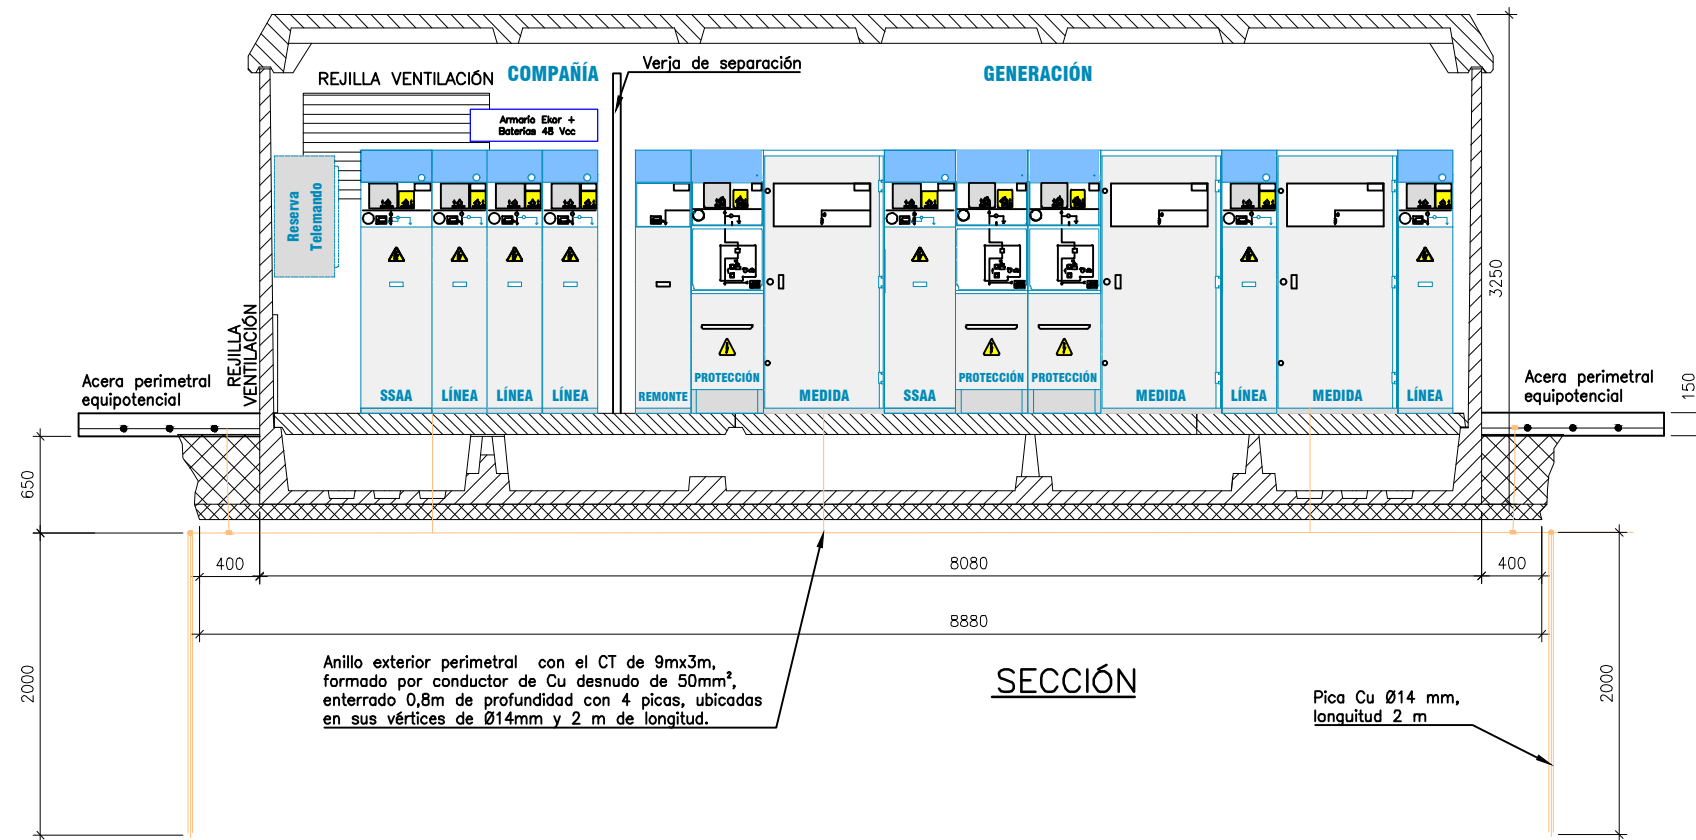 COMPAÑÍA
Verja de separación
GENERACIÓN
REJILLA VENTILACIÓN
Armario Ekor +
Baterias 48 Vcc
Reserva
Telemando
3250
REJILLA
VENTILACIÓN
SSAA
LÍNEA
LÍNEA
LÍNEA
REMONTE
PROTECCIÓN
MEDIDA
SSAA
PROTECCIÓN
PROTECCIÓN
MEDIDA
LÍNEA
MEDIDA
LÍNEA
Acera perimetral
equipotencial
Acera perimetral
equipotencial
150
650
400
8080
400
8880
2000
2000
Anillo exterior perimetral con el CT de 9mx3m,
formado por conductor de Cu desnudo de 50mm²,
enterrado 0,8m de profundidad con 4 picas, ubicadas
en sus vértices de Ø14mm y 2 m de longitud.
SECCIÓN
Pica Cu Ø14 mm,
longuitud 2 m